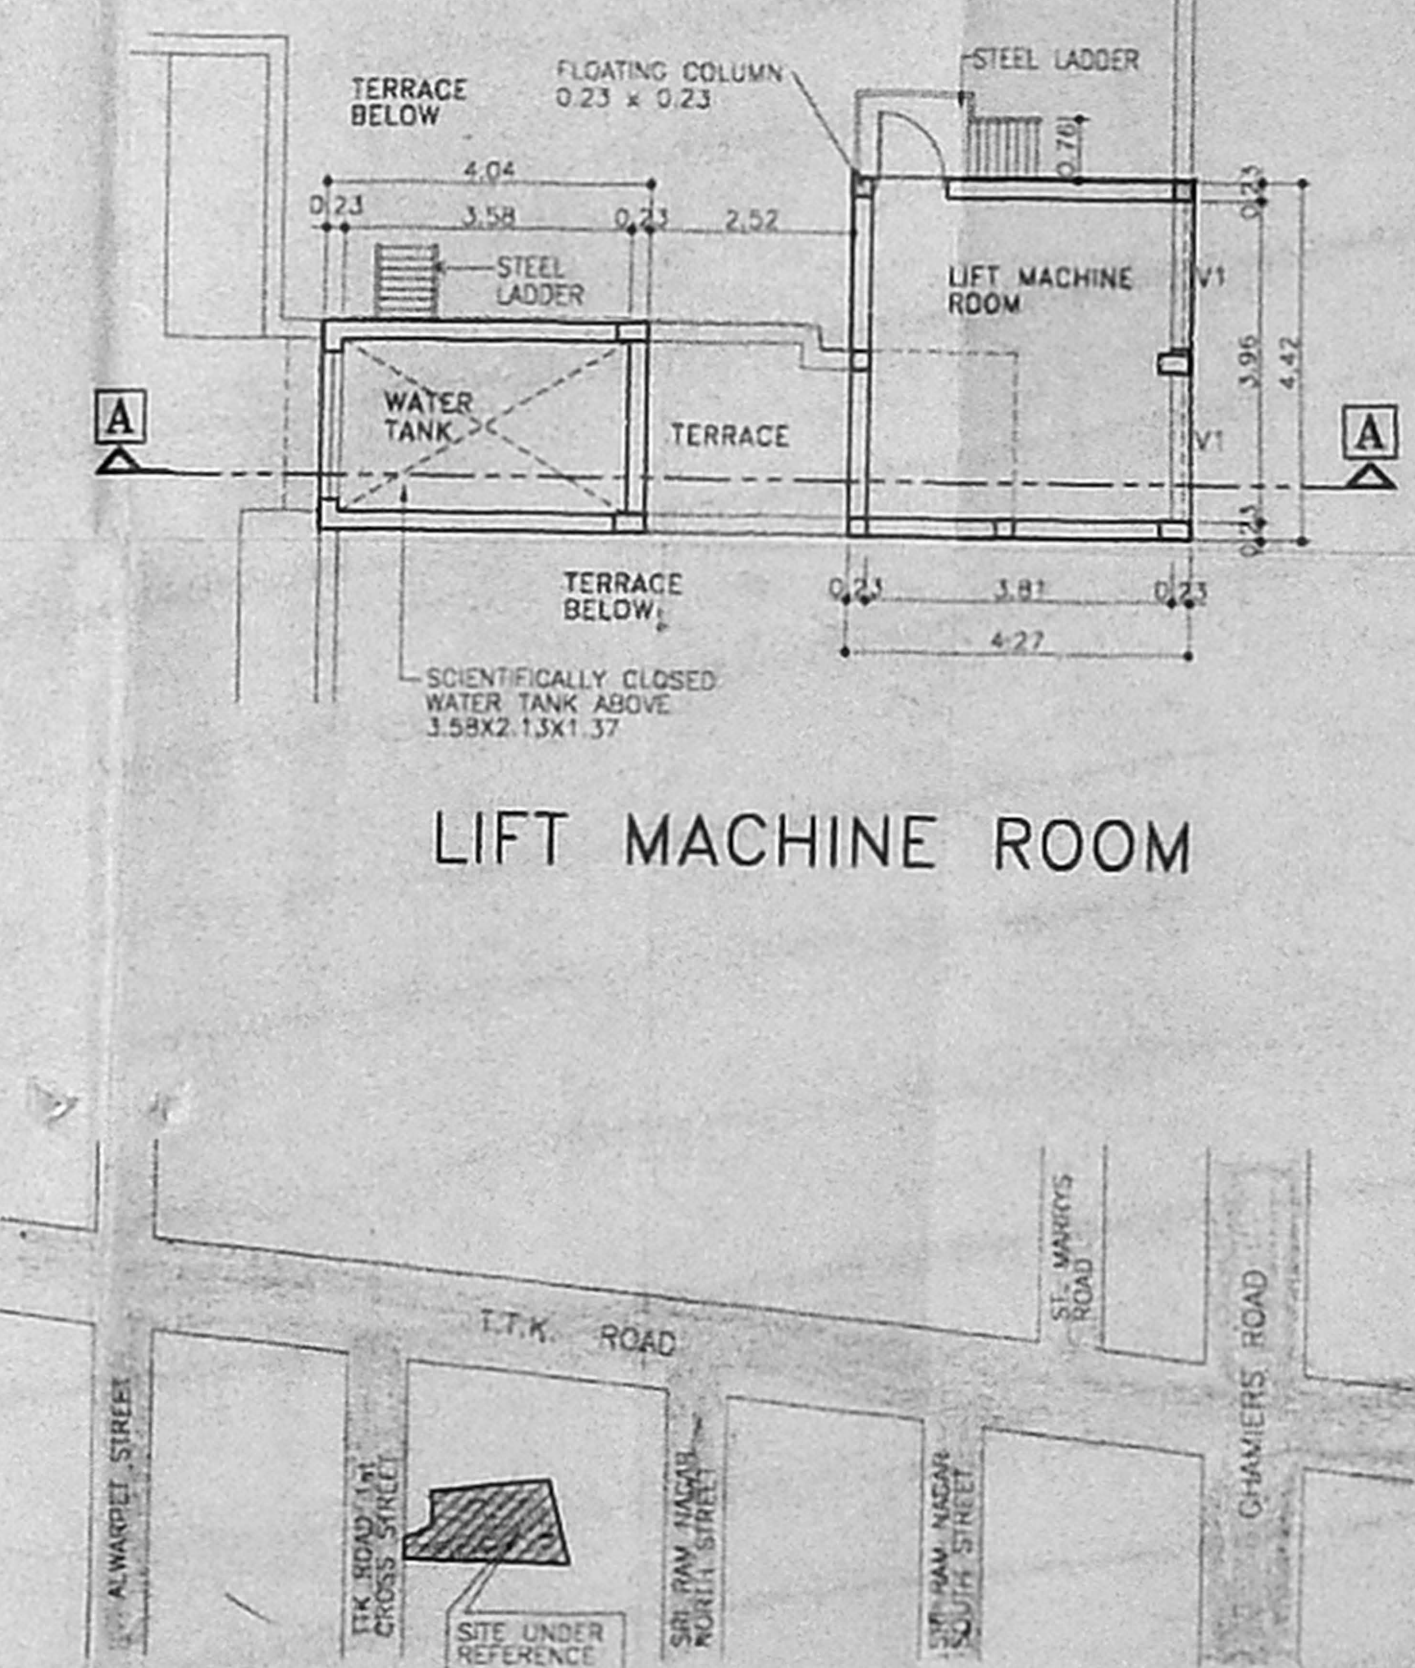 STEEL LADDER
FLOATING COLUMN
0.23 x 0.23
TERRACE
BELOW
0.76
4.04
0.23
0.23
3.58
0.23
2.52
STEEL
LADDER
LIFT MACHINE
ROOM
V1
3.96
4.42
A
WATER
TANK
TERRACE
V1
A
0.23
TERRACE
BELOW
0.23
3.81
0.23
4.27
SCIENTIFICALLY CLOSED
WATER TANK ABOVE
3.58X2.13X1.37
LIFT MACHINE ROOM
ST. MARRYS
ROAD
T.T.K. ROAD
CHAMIERS ROAD
ALWARPET STREET
TTK ROAD 1st
CROSS STREET
SRI RAM NAGAR
NORTH STREET
SRI RAM NAGAR
SOUTH STREET
SITE UNDER
REFERENCE